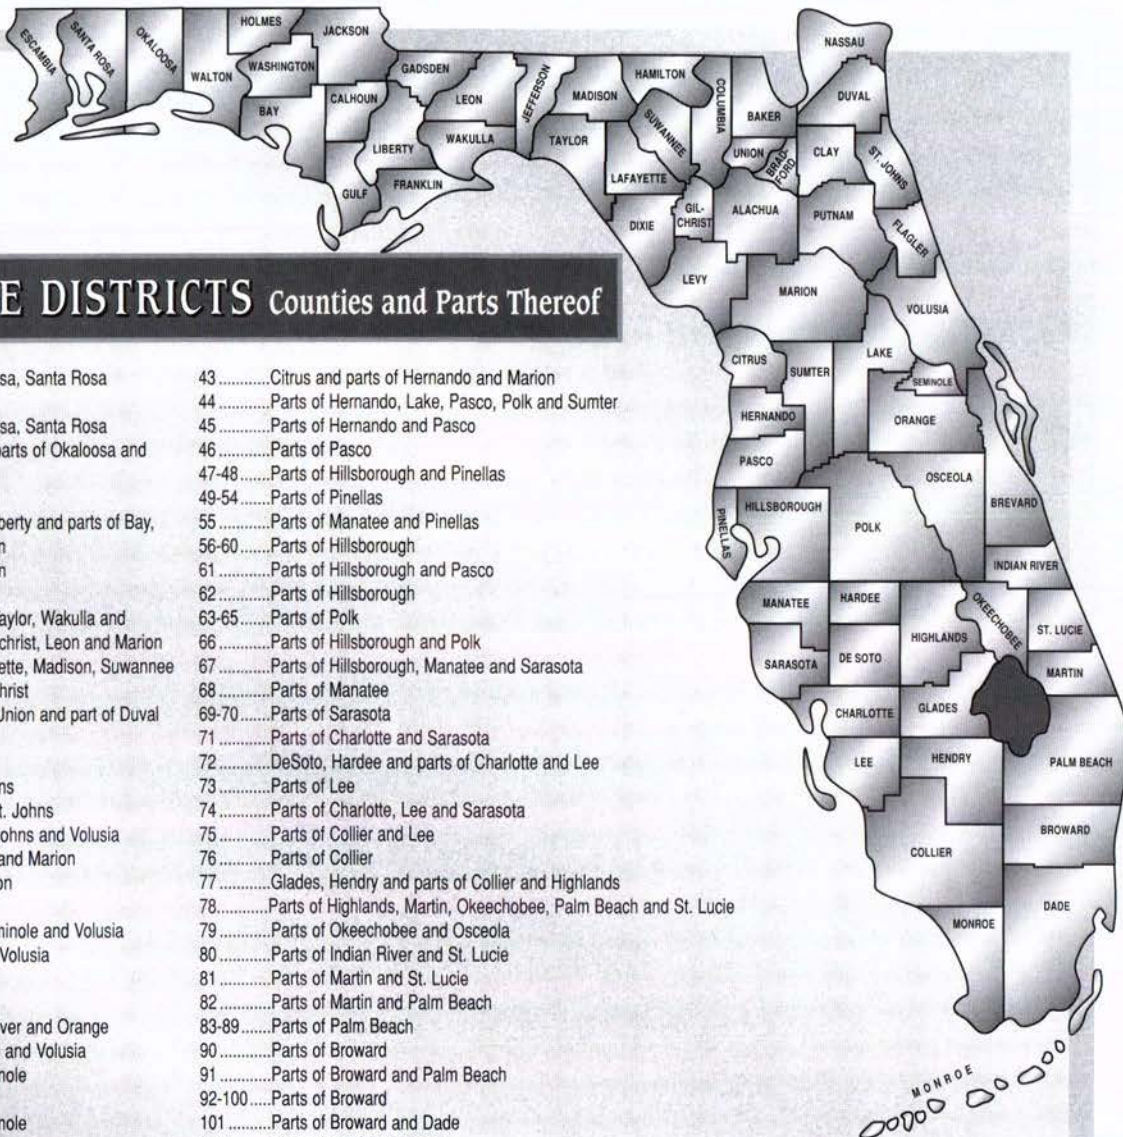 HOLMES
JACKSON
ESCAMBIA
SANTA ROSA
OKALOOSA
WALTON
WASHINGTON
BAY
CALHOUN
GADSDEN
LEON
JEFFERSON
MADISON
HAMILTON
COLUMBIA
BAKER
NASSAU
DUVAL
LIBERTY
WAKULLA
TAYLOR
SUWANNEE
UNION
BRAD-
FORD
CLAY
ST. JOHNS
GULF
FRANKLIN
LAFAYETTE
DIXIE
GIL-
CHRIST
ALACHUA
PUTNAM
FLAGLER
LEVY
MARION
VOLUSIA
E DISTRICTS Counties and Parts Thereof
CITRUS
SUMTER
LAKE
SEMINOLE
HERNANDO
ORANGE
PASCO
OSCEOLA
BREVARD
PINELLAS
HILLSBOROUGH
POLK
INDIAN RIVER
MANATEE
HARDEE
HIGHLANDS
OKEECHOBEE
ST. LUCIE
SARASOTA
DE SOTO
MARTIN
CHARLOTTE
GLADES
LEE
HENDRY
PALM BEACH
COLLIER
BROWARD
MONROE
DADE
MONROE
sa, Santa Rosa
sa, Santa Rosa
parts of Okaloosa and
berty and parts of Bay,
n
n
Taylor, Wakulla and
christ, Leon and Marion
ette, Madison, Suwannee
hrist
Union and part of Duval
ns
t. Johns
Johns and Volusia
and Marion
on
minole and Volusia
Volusia
ver and Orange
and Volusia
nole
nole
43...........Citrus and parts of Hernando and Marion
44...........Parts of Hernando, Lake, Pasco, Polk and Sumter
45...........Parts of Hernando and Pasco
46...........Parts of Pasco
47-48.......Parts of Hillsborough and Pinellas
49-54.......Parts of Pinellas
55...........Parts of Manatee and Pinellas
56-60.......Parts of Hillsborough
61...........Parts of Hillsborough and Pasco
62...........Parts of Hillsborough
63-65.......Parts of Polk
66...........Parts of Hillsborough and Polk
67...........Parts of Hillsborough, Manatee and Sarasota
68...........Parts of Manatee
69-70.......Parts of Sarasota
71...........Parts of Charlotte and Sarasota
72...........DeSoto, Hardee and parts of Charlotte and Lee
73...........Parts of Lee
74...........Parts of Charlotte, Lee and Sarasota
75...........Parts of Collier and Lee
76...........Parts of Collier
77...........Glades, Hendry and parts of Collier and Highlands
78...........Parts of Highlands, Martin, Okeechobee, Palm Beach and St. Lucie
79...........Parts of Okeechobee and Osceola
80...........Parts of Indian River and St. Lucie
81...........Parts of Martin and St. Lucie
82...........Parts of Martin and Palm Beach
83-89.......Parts of Palm Beach
90...........Parts of Broward
91...........Parts of Broward and Palm Beach
92-100.....Parts of Broward
101.........Parts of Broward and Dade